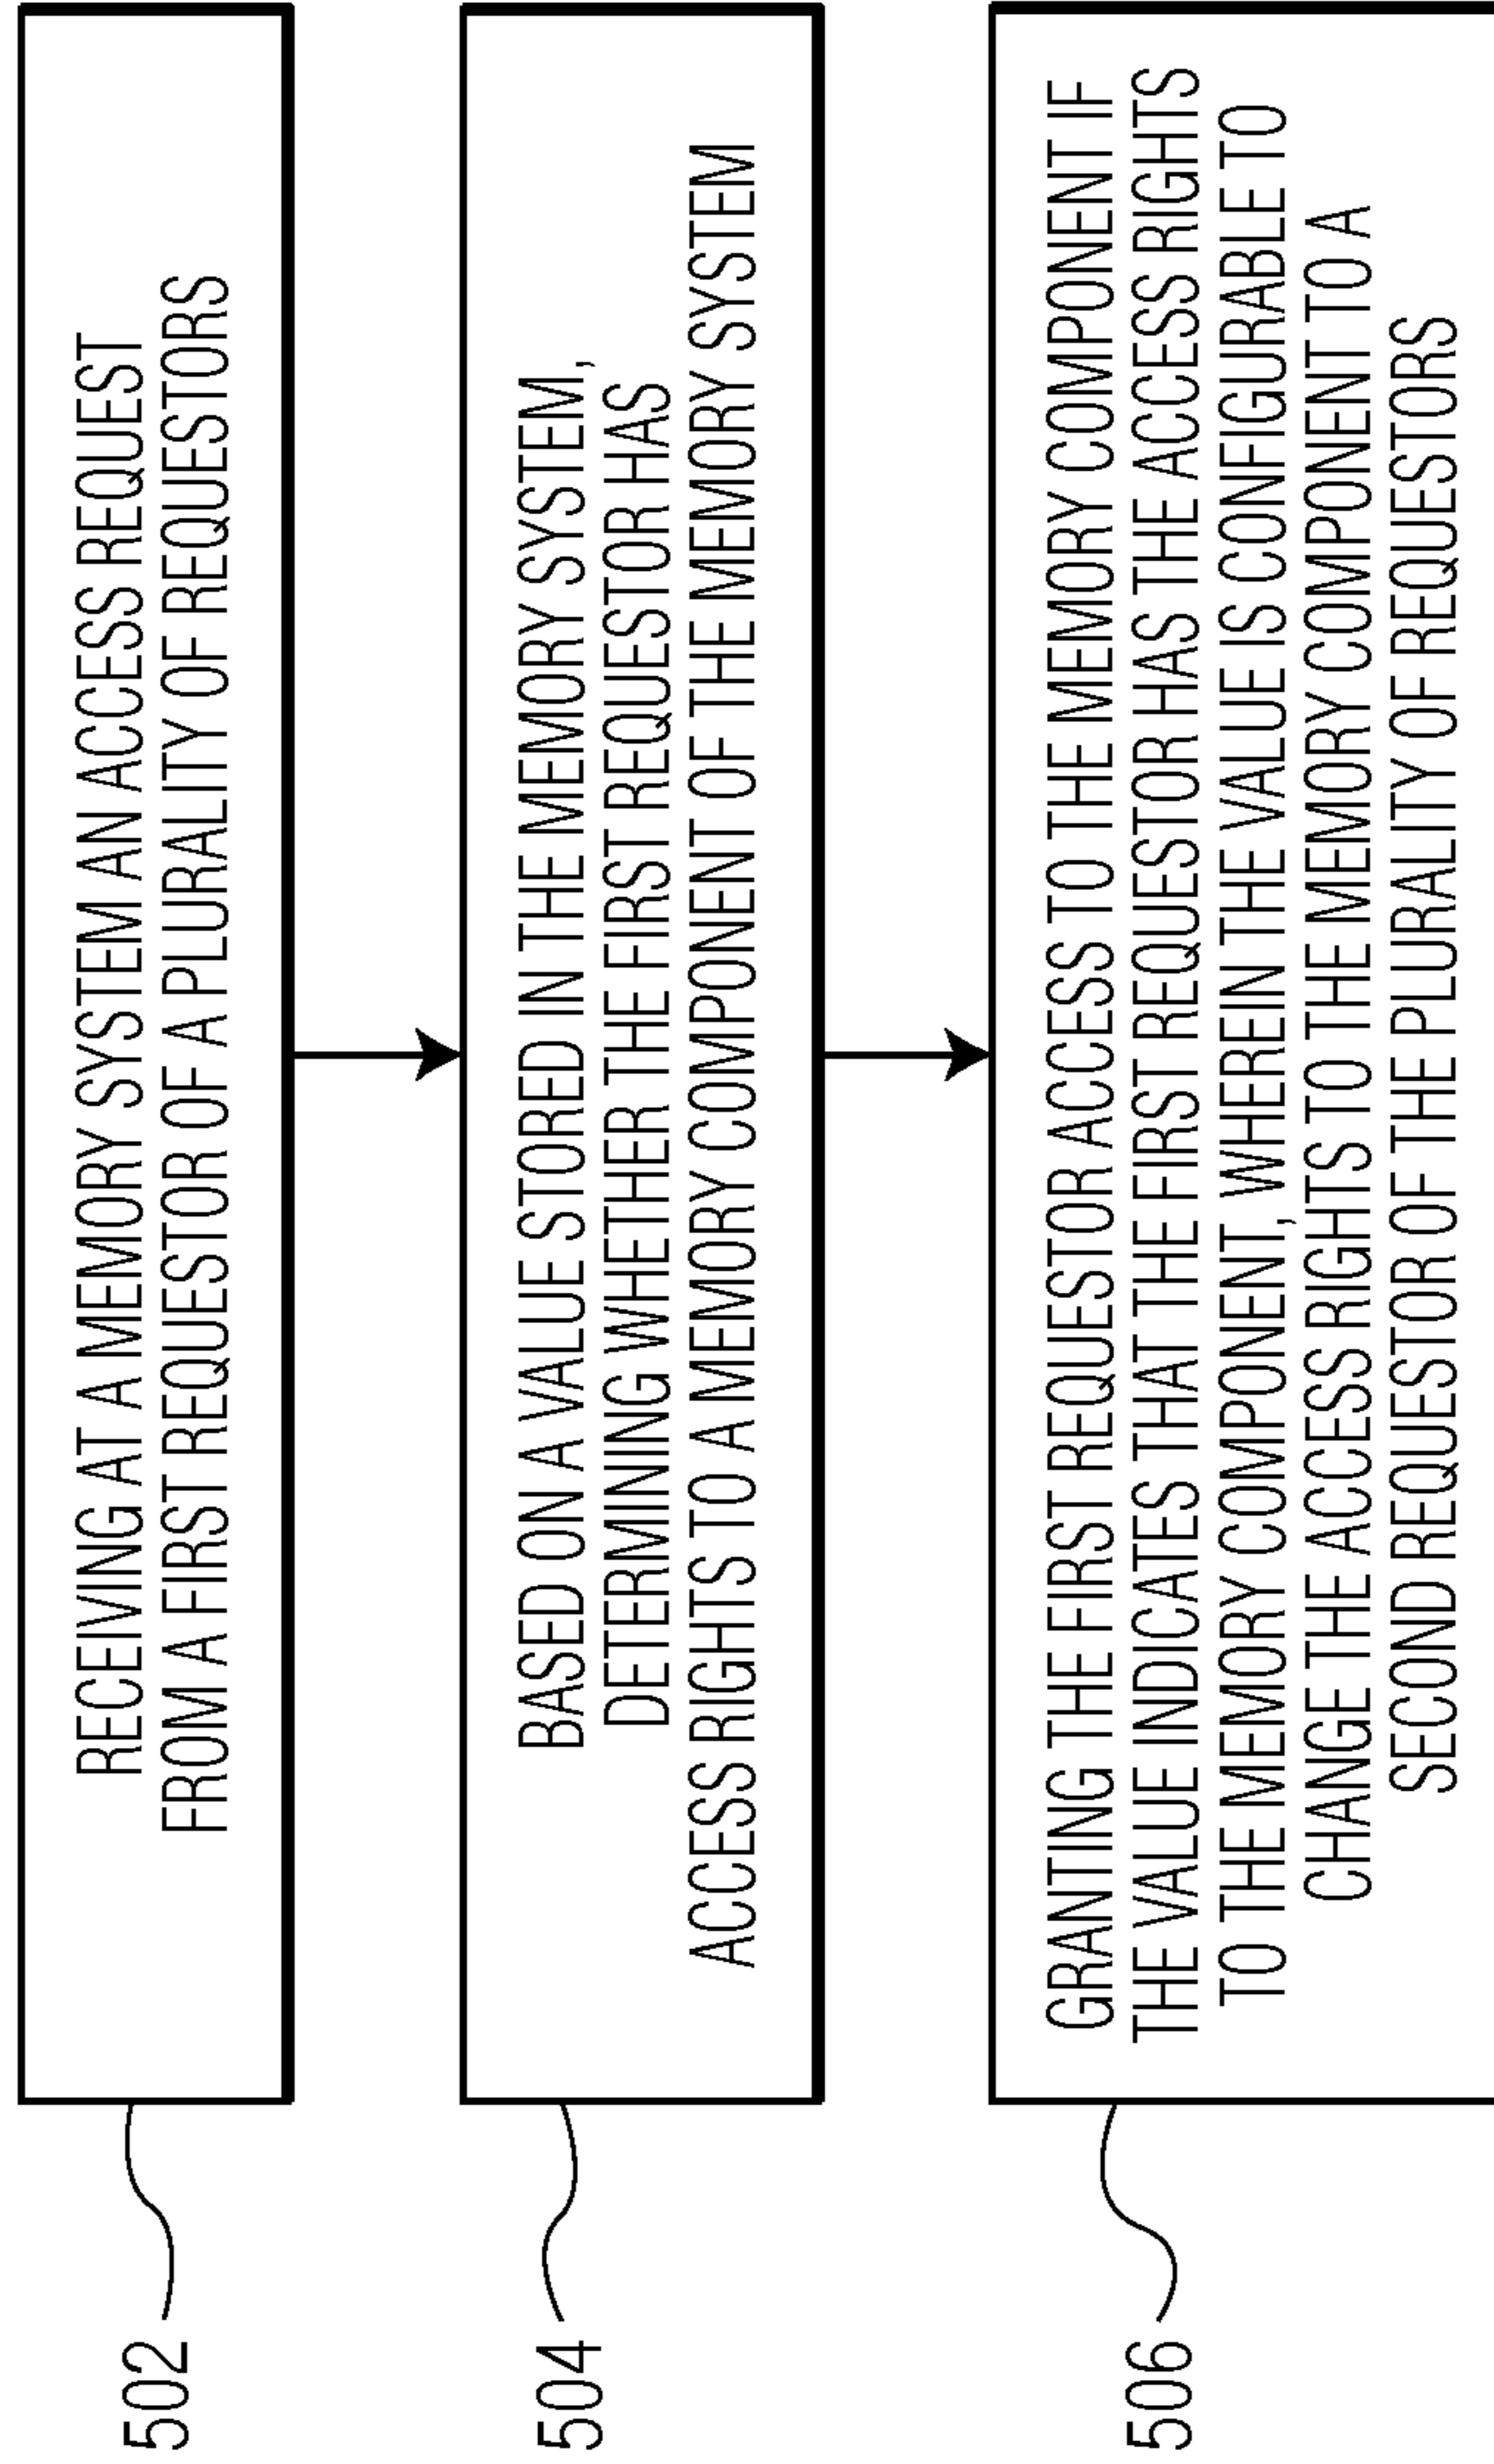 502
RECEIVING AT A MEMORY SYSTEM AN ACCESS REQUEST
FROM A FIRST REQUESTOR OF A PLURALITY OF REQUESTORS
504
BASED ON A VALUE STORED IN THE MEMORY SYSTEM,
DETERMINING WHETHER THE FIRST REQUESTOR HAS
ACCESS RIGHTS TO A MEMORY COMPONENT OF THE MEMORY SYSTEM
506
GRANTING THE FIRST REQUESTOR ACCESS TO THE MEMORY COMPONENT IF
THE VALUE INDICATES THAT THE FIRST REQUESTOR HAS THE ACCESS RIGHTS
TO THE MEMORY COMPONENT, WHEREIN THE VALUE IS CONFIGURABLE TO
CHANGE THE ACCESS RIGHTS TO THE MEMORY COMPONENT TO A
SECOND REQUESTOR OF THE PLURALITY OF REQUESTORS